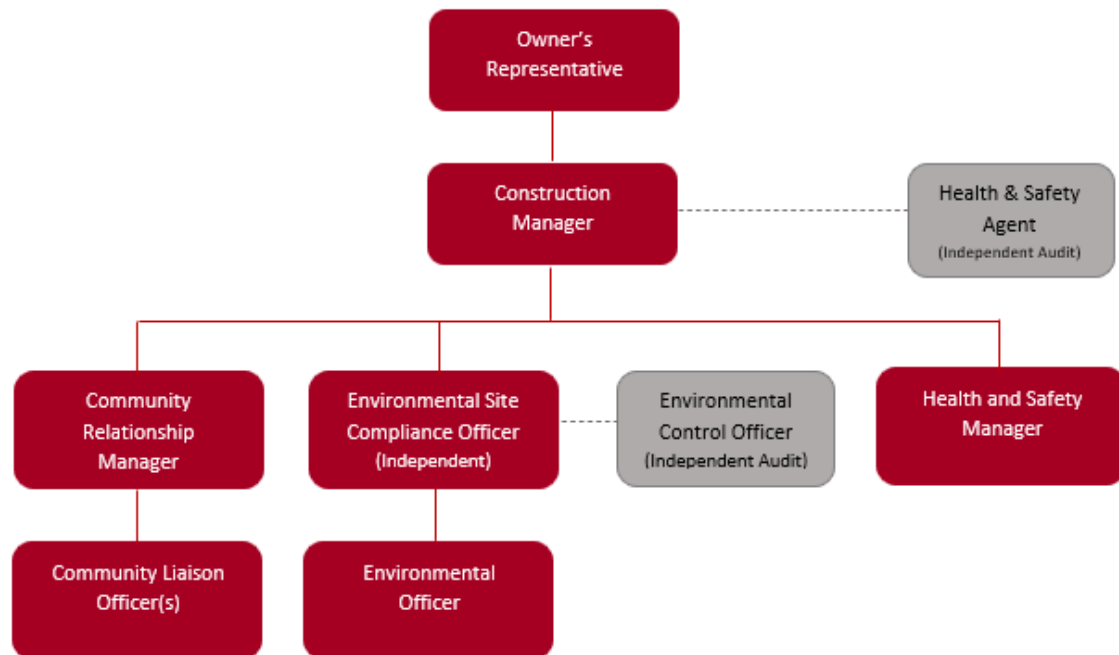 Owner’s
Representative
Construction
Manager
Health & Safety
Agent
(Independent Audit)
Community
Relationship
Manager
Environmental Site
Compliance Officer
(Independent)
Environmental
Control Officer
(Independent Audit)
Health and Safety
Manager
Community Liaison
Officer(s)
Environmental
Officer